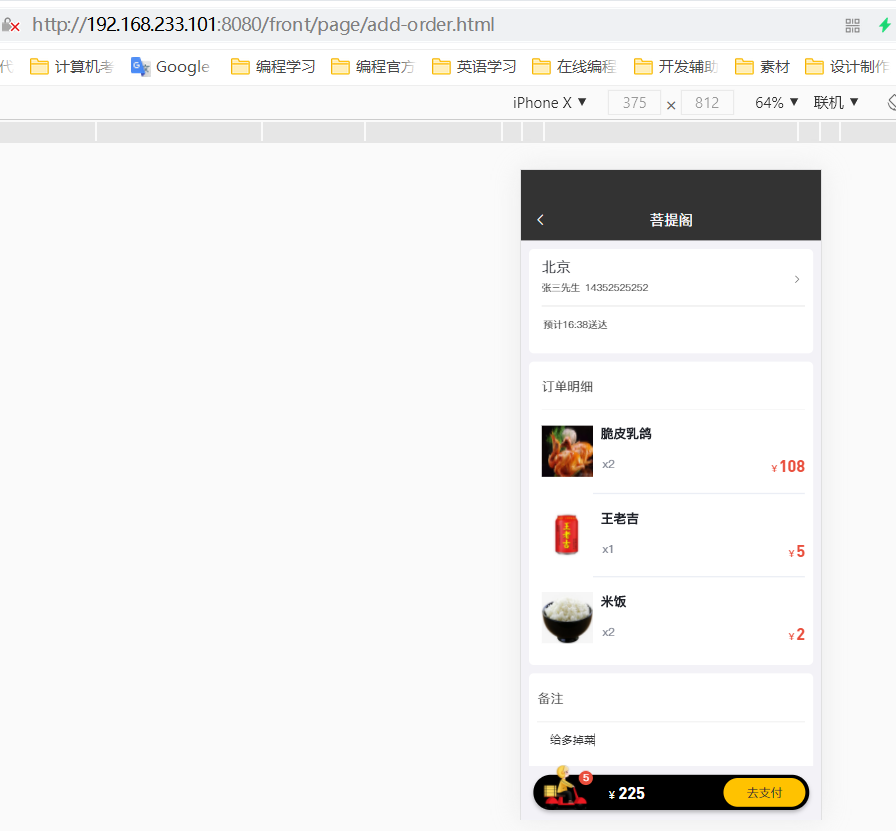 http://192.168.233.101:8080/front/page/add-order.html
代 计算机考 Google 编程学习 编程官方 英语学习 在线编程 开发辅助 素材 设计制作
iPhone X ▼ 375 × 812 64% ▼ 联机 ▼
菩提阁
北京
张三先生 14352525252
预计16:38送达
订单明细
脆皮乳鸽
x2
¥108
王老吉
王老吉
x1
¥5
米饭
x2
¥2
备注
给多掉菜
5
¥225
去支付